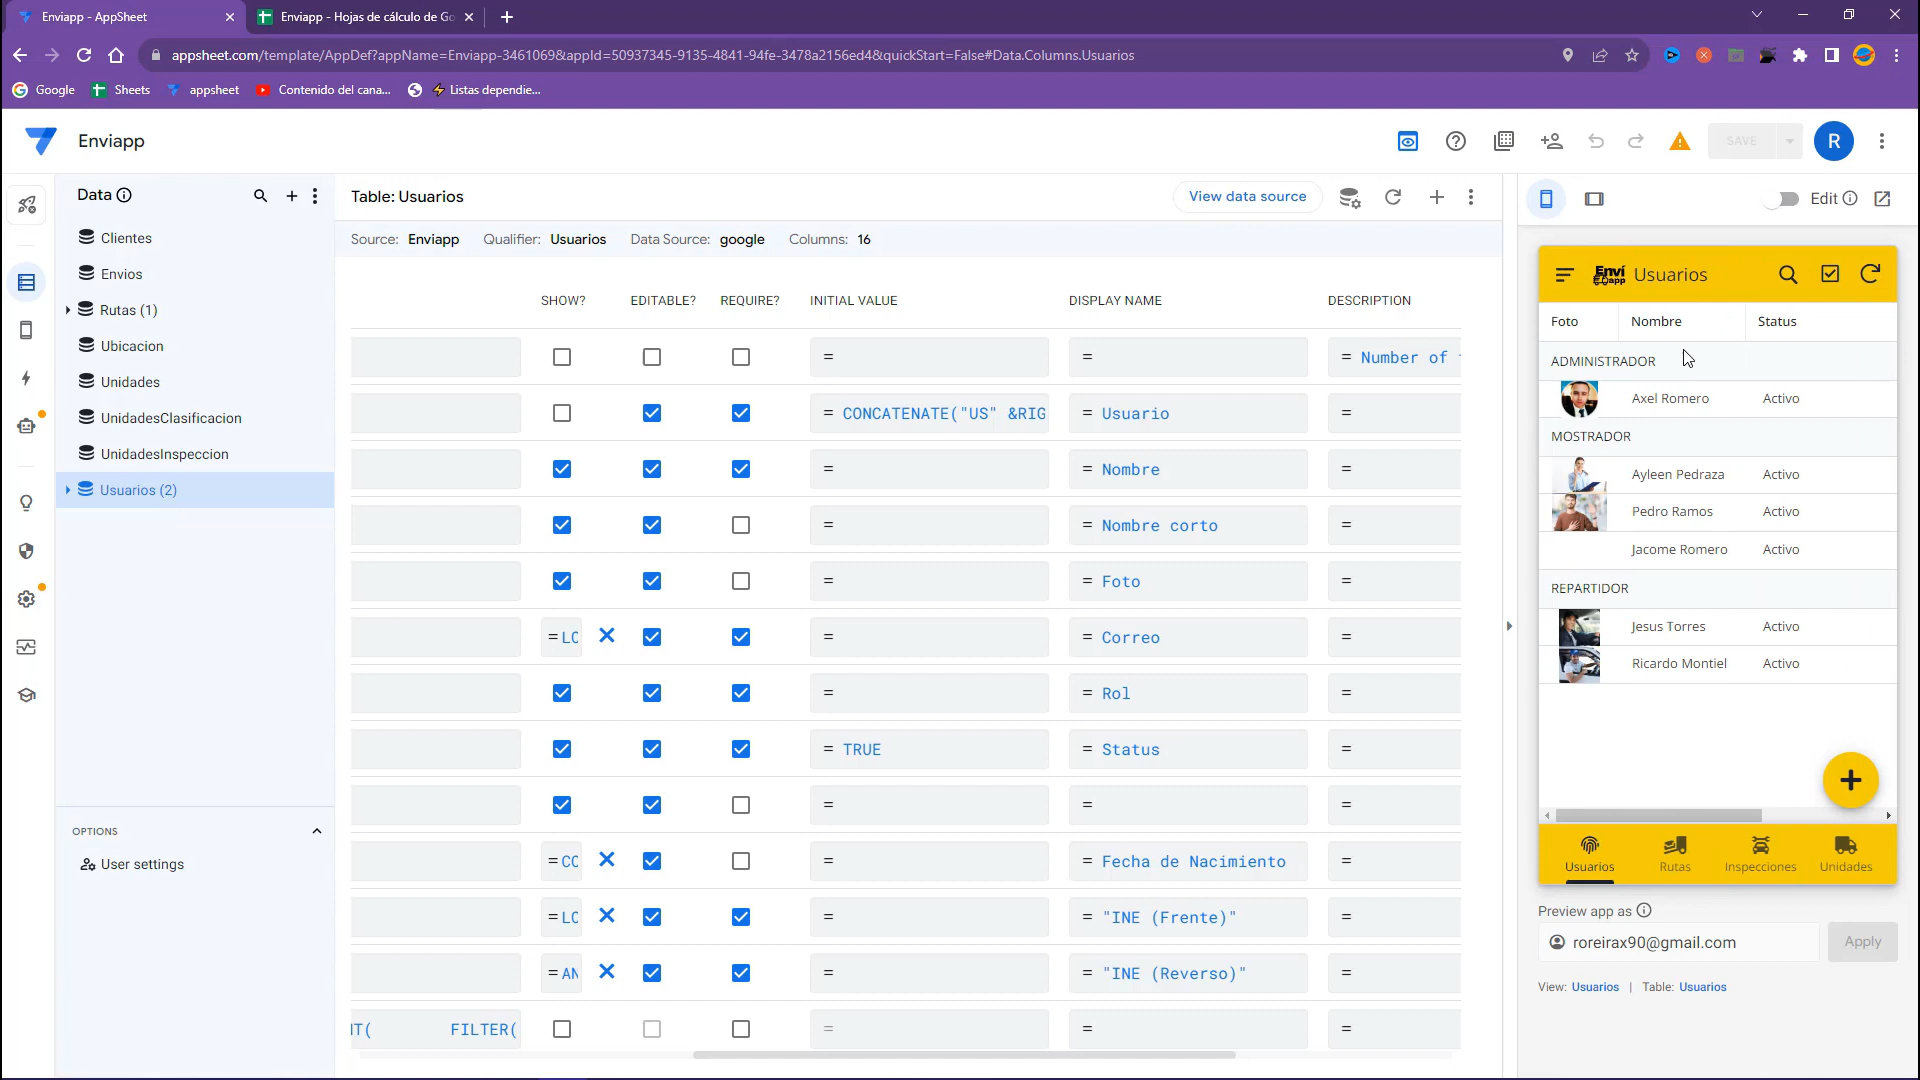 Enviapp - AppSheet
Enviapp - Hojas de cálculo de Go
appsheet.com/template/AppDef?appName=Enviapp-3461069&appId=50937345-9135-4841-94fe-3478a2156ed4&quickStart=False#Data.Columns.Usuarios
Google
Sheets
appsheet
Contenido del cana...
Listas dependie...
Enviapp
SAVE
R
Data
Clientes
Envios
Rutas (1)
Ubicacion
Unidades
UnidadesClasificacion
UnidadesInspeccion
Usuarios (2)
OPTIONS
User settings
Table: Usuarios
View data source
Source: Enviapp Qualifier: Usuarios Data Source: google Columns: 16
SHOW? EDITABLE? REQUIRE? INITIAL VALUE DISPLAY NAME DESCRIPTION
= = = Number of
= CONCATENATE("US" &RIG = Usuario =
= = Nombre =
= = Nombre corto =
= = Foto =
=LO = = Correo =
= = Rol =
= TRUE = Status =
= = =
=CO = = Fecha de Nacimiento =
=LO = = "INE (Frente)" =
=AN = = "INE (Reverso)" =
NT( FILTER( = = =
Edit
Enví
app
Usuarios
Foto Nombre Status
ADMINISTRADOR
Axel Romero Activo
MOSTRADOR
Ayleen Pedraza Activo
Pedro Ramos Activo
Jacome Romero Activo
REPARTIDOR
Jesus Torres Activo
Ricardo Montiel Activo
Usuarios
Rutas
Inspecciones
Unidades
Preview app as
roreirax90@gmail.com
Apply
View: Usuarios | Table: Usuarios